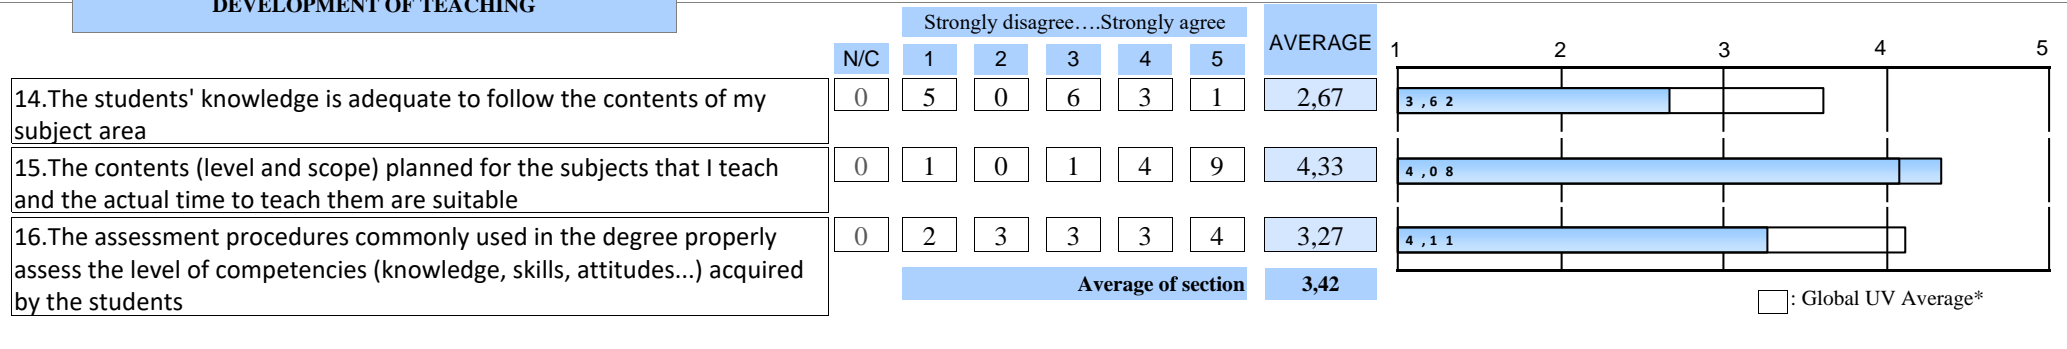 DEVELOPMENT OF TEACHING
Strongly disagree….Strongly agree
AVERAGE
N/C 1 2 3 4 5
1 2 3 4 5
14.The students' knowledge is adequate to follow the contents of my
subject area
0 5 0 6 3 1 2,67
3,62
15.The contents (level and scope) planned for the subjects that I teach
and the actual time to teach them are suitable
0 1 0 1 4 9 4,33
4,08
16.The assessment procedures commonly used in the degree properly
assess the level of competencies (knowledge, skills, attitudes...) acquired
by the students
0 2 3 3 3 4 3,27
4,11
Average of section 3,42
: Global UV Average*